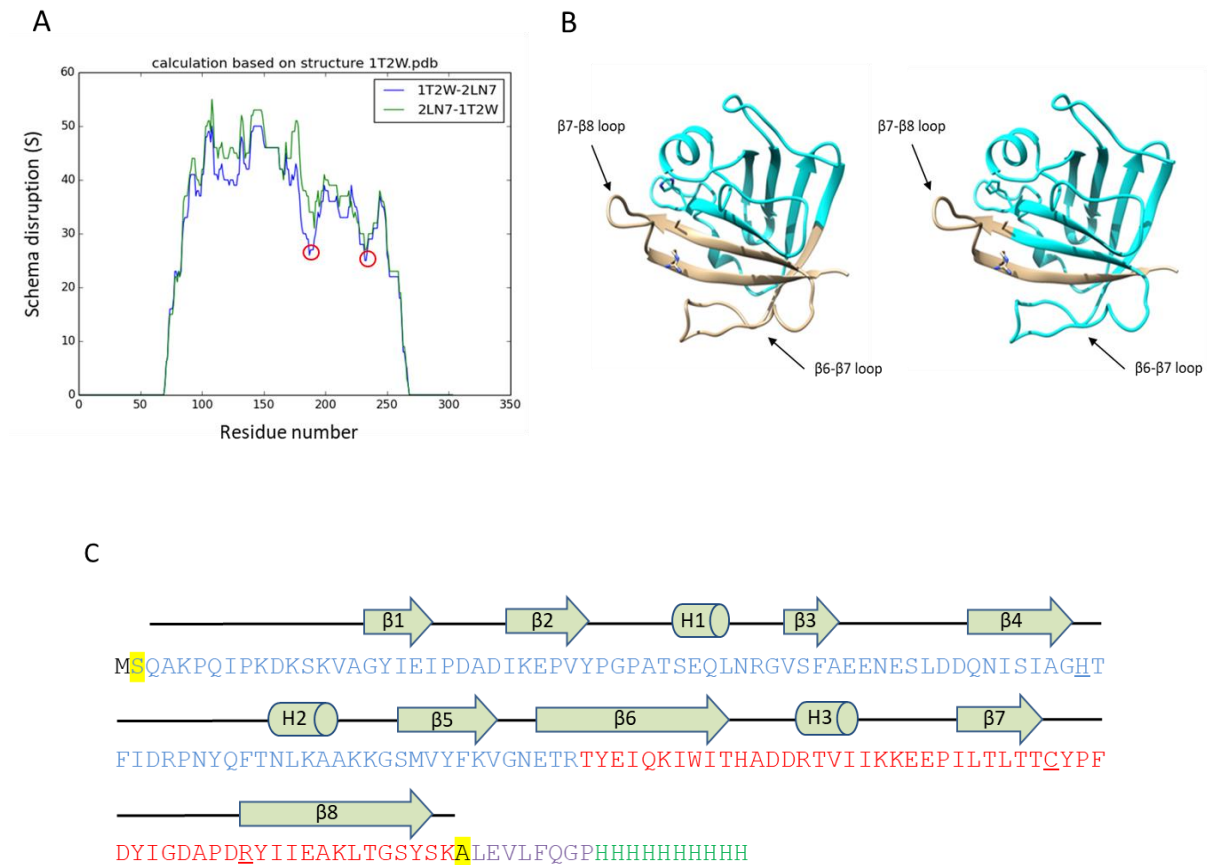 A
calculation based on structure 1T2W.pdb
60
50
40
30
20
10
0
Schema disruption (S)
1T2W-2LN7
2LN7-1T2W
0 50 100 150 200 250 300 350
Residue number
B
β7-β8 loop
β6-β7 loop
β7-β8 loop
β6-β7 loop
C
β1 β2 H1 β3 β4
MSQAKPQIPKDKSKVAGYIEIPDADIKEPVYPGPATSEQLNRGVSFAEENESLDDQNISIAGHT
H2 β5 β6 H3 β7
FIDRPNYQFTNLKAAKKGSMVYFKVGNETRTYEIQKIWITHADDRTVIIKKEEPILTLTTCYPF
β8
DYIGDAPDRYIIEAKLTGSYSKALEVLFQGPHHHHHHHHHH